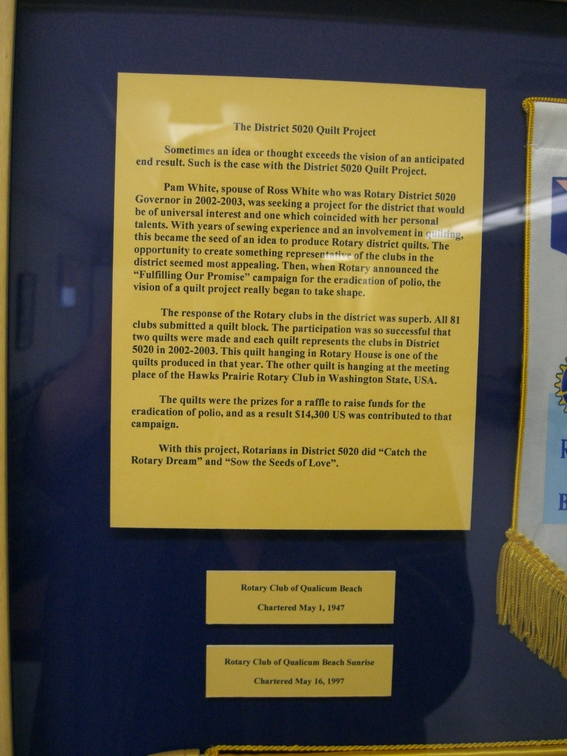 The District 5020 Quilt Project
Sometimes an idea or thought exceeds the vision of an anticipated
end result. Such is the case with the District 5020 Quilt Project.
Pam White, spouse of Ross White who was Rotary District 5020
Governor in 2002-2003, was seeking a project for the district that would
be of universal interest and one which coincided with her personal
talents. With years of sewing experience and an involvement in quilting,
this became the seed of an idea to produce Rotary district quilts. The
opportunity to create something representative of the clubs in the
district seemed most appealing. Then, when Rotary announced the
“Fulfilling Our Promise” campaign for the eradication of polio, the
vision of a quilt project really began to take shape.
The response of the Rotary clubs in the district was superb. All 81
clubs submitted a quilt block. The participation was so successful that
two quilts were made and each quilt represents the clubs in District
5020 in 2002-2003. This quilt hanging in Rotary House is one of the
quilts produced in that year. The other quilt is hanging at the meeting
place of the Hawks Prairie Rotary Club in Washington State, USA.
The quilts were the prizes for a raffle to raise funds for the
eradication of polio, and as a result $14,300 US was contributed to that
campaign.
With this project, Rotarians in District 5020 did “Catch the
Rotary Dream” and “Sow the Seeds of Love”.
Rotary Club of Qualicum Beach
Chartered May 1, 1947
Rotary Club of Qualicum Beach Sunrise
Chartered May 16, 1997
R
B